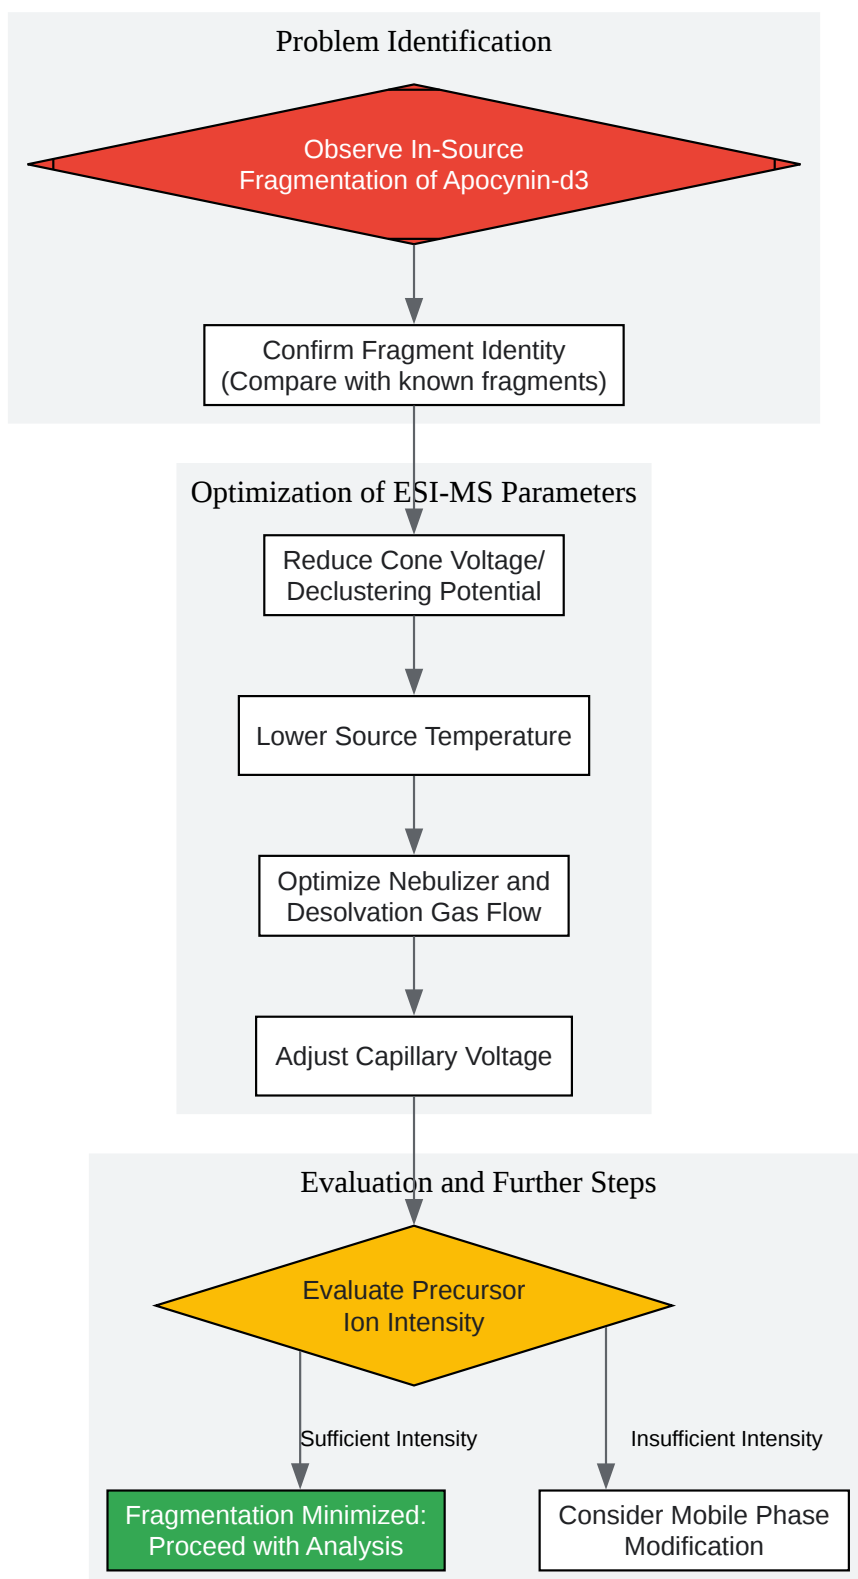 Problem Identification
Observe In-Source
Fragmentation of Apocynin-d3
Confirm Fragment Identity
(Compare with known fragments)
Optimization of ESI-MS Parameters
Reduce Cone Voltage/
Declustering Potential
Lower Source Temperature
Optimize Nebulizer and
Desolvation Gas Flow
Adjust Capillary Voltage
Evaluation and Further Steps
Evaluate Precursor
Ion Intensity
Sufficient Intensity
Insufficient Intensity
Fragmentation Minimized:
Proceed with Analysis
Consider Mobile Phase
Modification